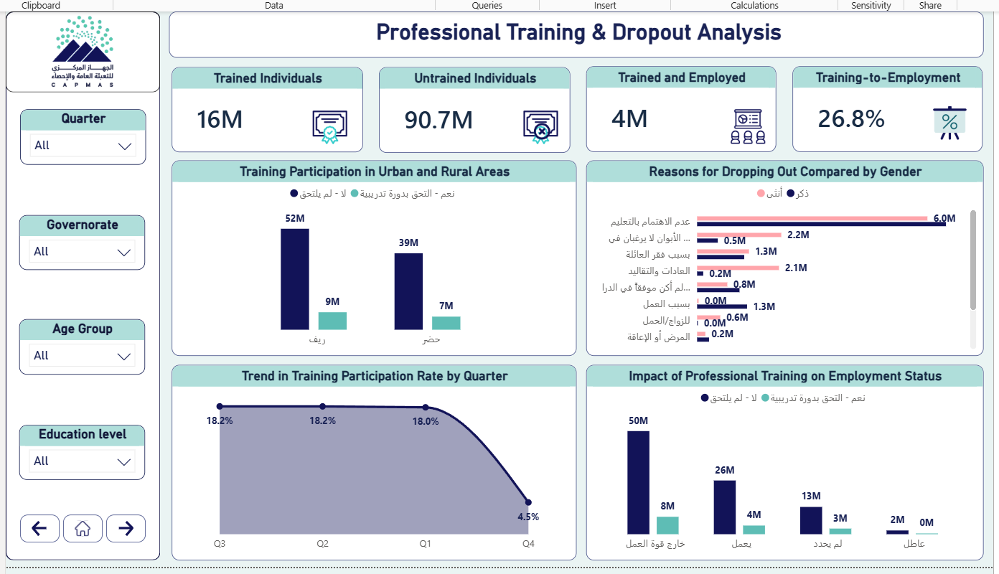 Clipboard
Data
Queries
Insert
Calculations
Sensitivity
Share
الجهاز المركزي
للتعبئة العامة والإحصاء
CAPMAS
Professional Training & Dropout Analysis
Trained Individuals
16M
Untrained Individuals
90.7M
Trained and Employed
4M
Training-to-Employment
26.8%
%
Quarter
All
Governorate
All
Age Group
All
Education level
All
Training Participation in Urban and Rural Areas
لا - لم يلتحق
نعم - التحق بدورة تدريبية
52M
9M
39M
7M
ريف
حضر
Reasons for Dropping Out Compared by Gender
أنثى
ذكر
عدم الاهتمام بالتعليم
6.0M
الأبوان لا يرغبان في ...
2.2M
0.5M
بسبب فقر العائلة
1.3M
العادات والتقاليد
2.1M
0.2M
لم أكن موفقاً في الدرا...
0.8M
بسبب العمل
0.0M
1.3M
للزواج/الحمل
0.6M
0.0M
المرض أو الإعاقة
0.2M
Trend in Training Participation Rate by Quarter
18.2%
18.2%
18.0%
4.5%
Q3
Q2
Q1
Q4
Impact of Professional Training on Employment Status
لا - لم يلتحق
نعم - التحق بدورة تدريبية
50M
8M
26M
4M
13M
3M
2M
0M
خارج قوة العمل
يعمل
لم يحدد
عاطل